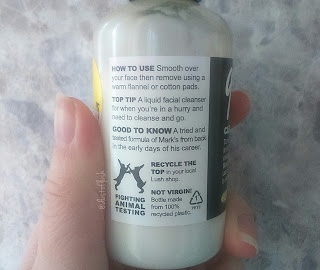 HOW TO USE Smooth over
your face then remove using a
warm flannel or cotton pads.
TOP TIP A liquid facial cleanser
for when you're in a hurry and
need to cleanse and go.
GOOD TO KNOW A tried and
tested formula of Mark's from back
in the early days of his career.
RECYCLE THE
TOP in your local
Lush shop.
FIGHTING
ANIMAL
TESTING
NOT VIRGIN!
Bottle made
from 100%
recycled plastic.
1